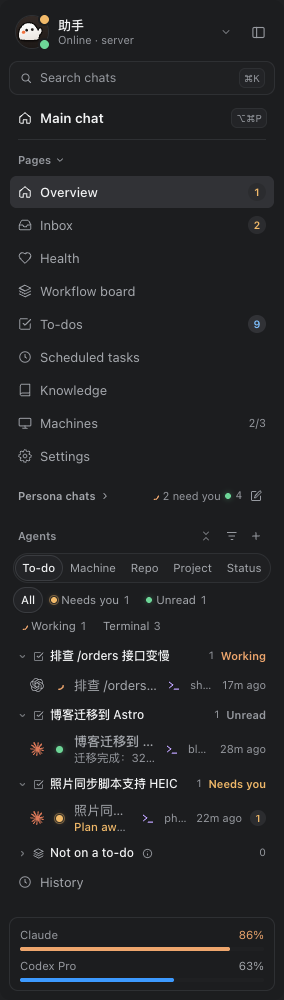 助手
Online · server
Search chats ⌘K
Main chat ⌥⌘P
Pages
Overview 1
Inbox 2
Health
Workflow board
To-dos 9
Scheduled tasks
Knowledge
Machines 2/3
Settings
Persona chats 2 need you 4
Agents
To-do Machine Repo Project Status
All Needs you 1 Unread 1
Working 1 Terminal 3
排查 /orders 接口变慢 1 Working
排查 /orders… sh… 17m ago
博客迁移到 Astro 1 Unread
博客迁移到 … bl… 28m ago
迁移完成：32…
照片同步脚本支持 HEIC 1 Needs you
照片同… ph… 22m ago 1
Plan aw…
Not on a to-do 0
History
Claude 86%
Codex Pro 63%